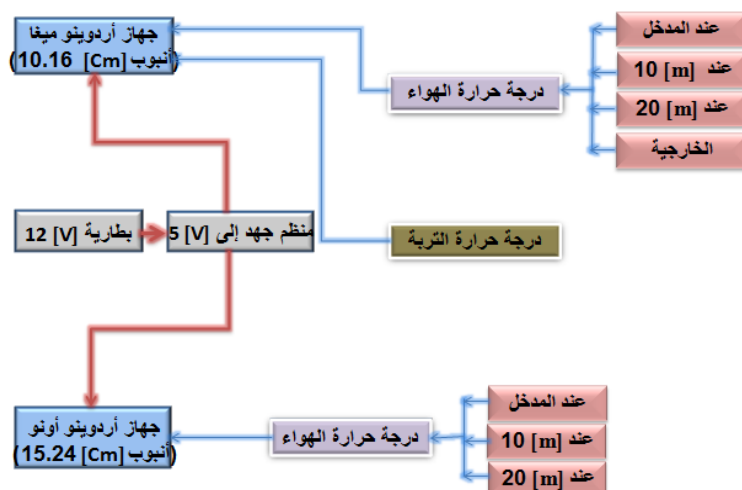 عند المدخل
عند 10 [m]
عند 20 [m]
الخارجية
درجة حرارة الهواء
جهاز أردوينو ميغا
(أنبوب 10.16 [Cm])
درجة حرارة التربة
بطارية 12 [V]
منظم جهد إلى 5 [V]
عند المدخل
عند 10 [m]
عند 20 [m]
درجة حرارة الهواء
جهاز أردوينو أونو
(أنبوب 15.24 [Cm])